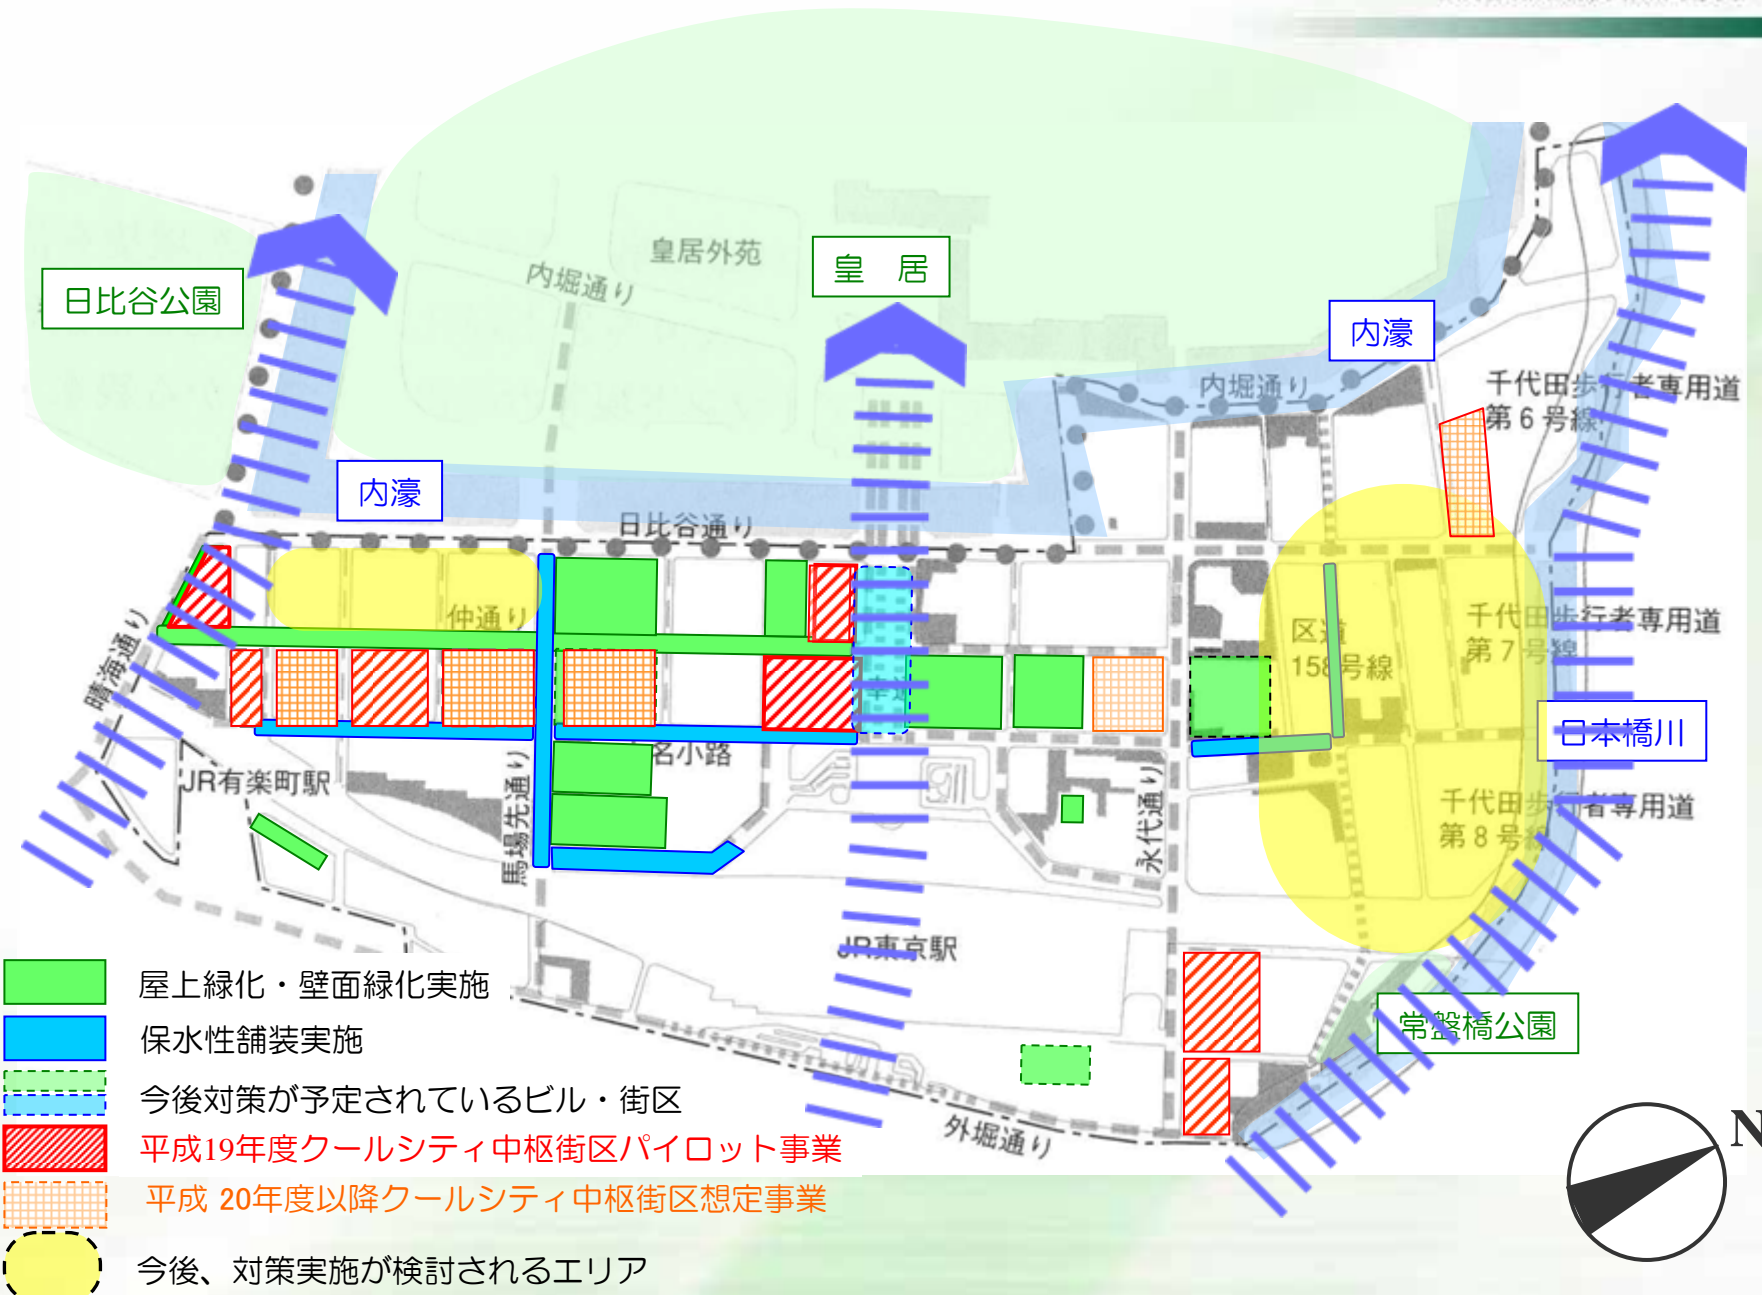 皇居外苑
皇　居
内堀通り
日比谷公園
内濠
内堀通り
千代田歩行者専用道
第６号線
内濠
日比谷通り
仲通り
区道
158号線
千代田歩行者専用道
第７号線
晴海通り
日本橋川
名小路
JR有楽町駅
馬場先通り
永代通り
千代田歩行者専用道
第８号線
JR東京駅
常盤橋公園
外堀通り
N
屋上緑化・壁面緑化実施
保水性舗装実施
今後対策が予定されているビル・街区
平成19年度クールシティ中枢街区パイロット事業
平成 20年度以降クールシティ中枢街区想定事業
今後、対策実施が検討されるエリア